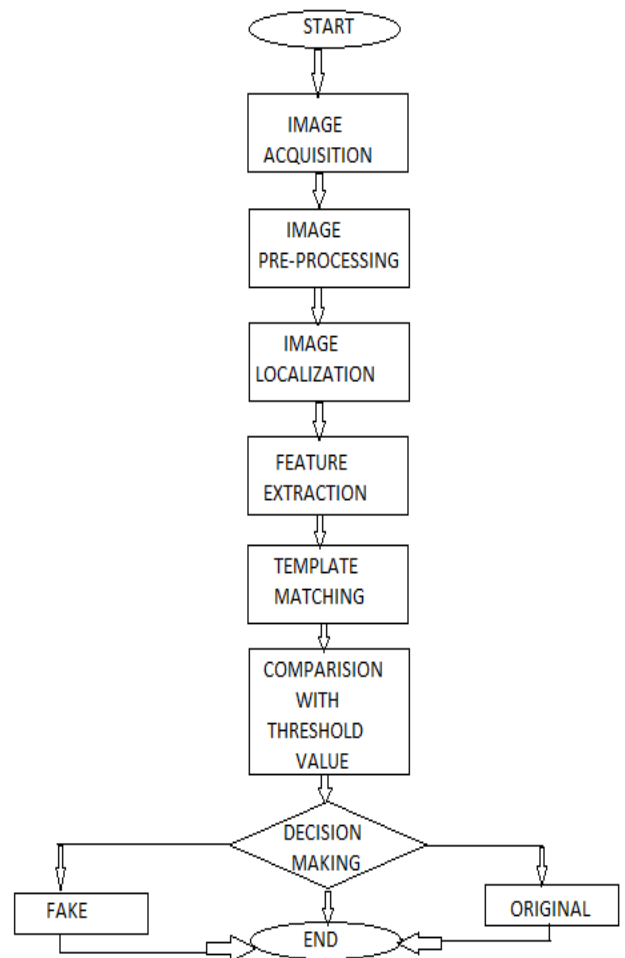 START
IMAGE
ACQUISITION
IMAGE
PRE-PROCESSING
IMAGE
LOCALIZATION
FEATURE
EXTRACTION
TEMPLATE
MATCHING
COMPARISION
WITH
THRESHOLD
VALUE
DECISION
MAKING
FAKE
ORIGINAL
END